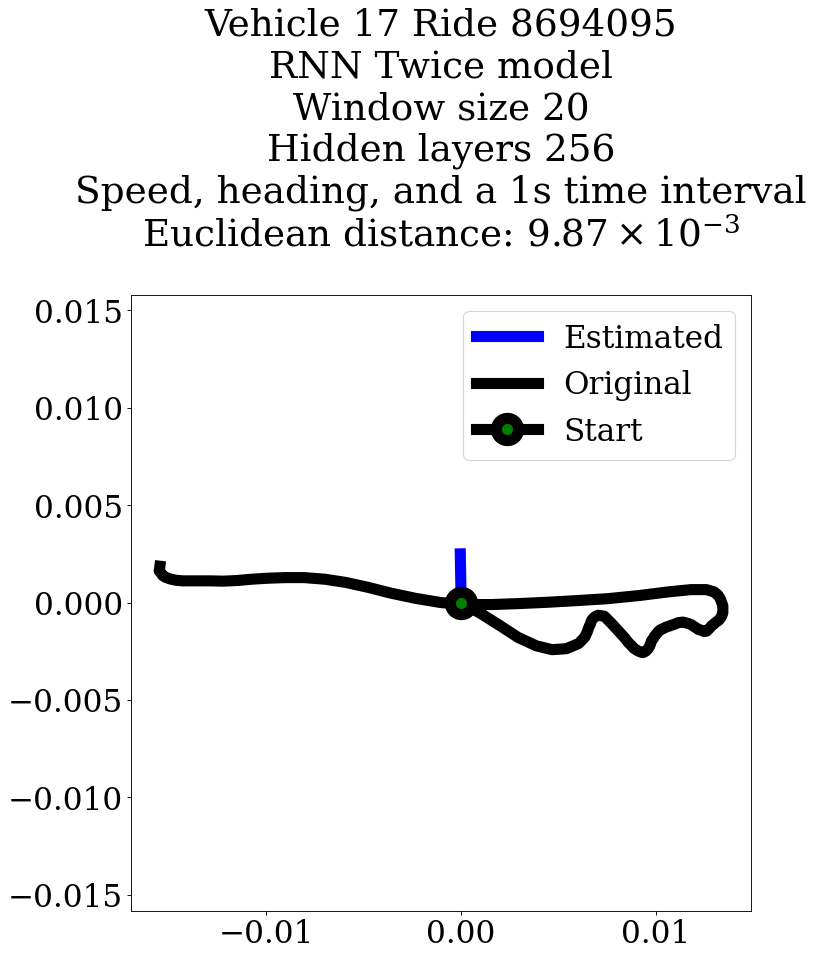 Vehicle 17 Ride 8694095
RNN Twice model
Window size 20
Hidden layers 256
Speed, heading, and a 1s time interval
Euclidean distance: 9.87 × 10⁻³
Estimated
Original
Start
0.015
0.010
0.005
0.000
−0.005
−0.010
−0.015
−0.01 0.00 0.01